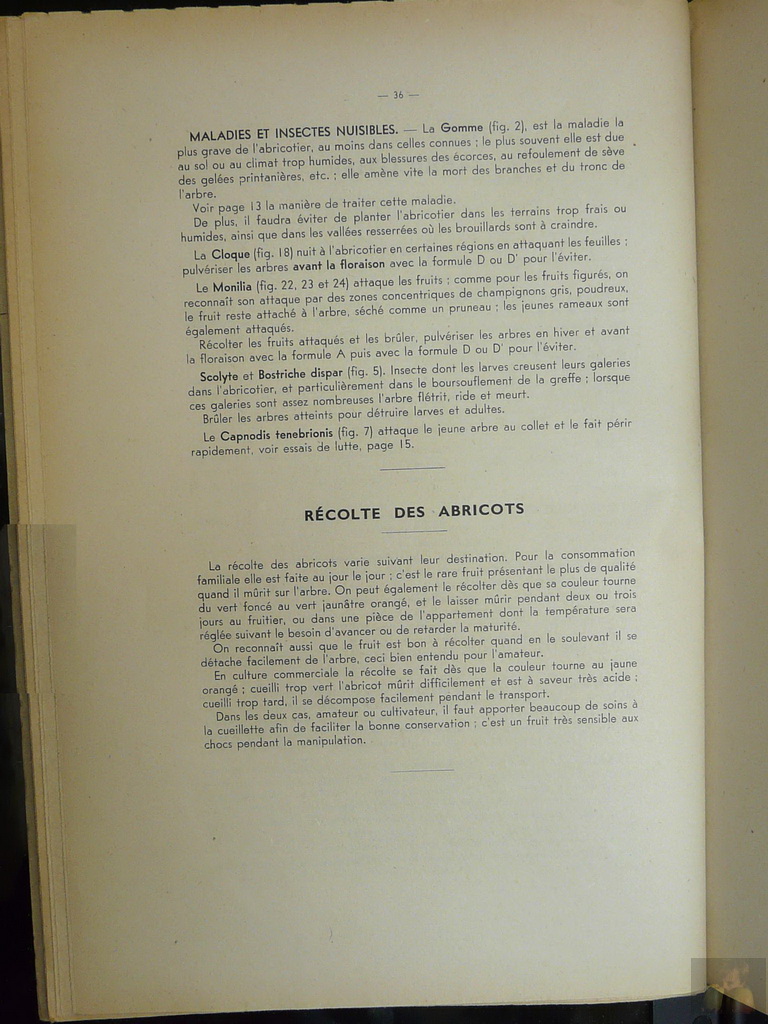 — 36 —
MALADIES ET INSECTES NUISIBLES. — La Gomme (fig. 2), est la maladie la
plus grave de l'abricotier, au moins dans celles connues ; le plus souvent elle est due
au sol ou au climat trop humides, aux blessures des écorces, au refoulement de sève
des gelées printanières, etc. ; elle amène vite la mort des branches et du tronc de
l'arbre.
Voir page 13 la manière de traiter cette maladie.
De plus, il faudra éviter de planter l'abricotier dans les terrains trop frais ou
humides, ainsi que dans les vallées resserrées où les brouillards sont à craindre.
La Cloque (fig. 18) nuit à l'abricotier en certaines régions en attaquant les feuilles ;
pulvériser les arbres avant la floraison avec la formule D ou D' pour l'éviter.
Le Monilia (fig. 22, 23 et 24) attaque les fruits ; comme pour les fruits figurés, on
reconnaît son attaque par des zones concentriques de champignons gris, poudreux,
le fruit reste attaché à l'arbre, séché comme un pruneau ; les jeunes rameaux sont
également attaqués.
Récolter les fruits attaqués et les brûler, pulvériser les arbres en hiver et avant
la floraison avec la formule A puis avec la formule D ou D' pour l'éviter.
Scolyte et Bostriche dispar (fig. 5). Insecte dont les larves creusent leurs galeries
dans l'abricotier, et particulièrement dans le boursouflement de la greffe ; lorsque
ces galeries sont assez nombreuses l'arbre flétrit, ride et meurt.
Brûler les arbres atteints pour détruire larves et adultes.
Le Capnodis tenebrionis (fig. 7) attaque le jeune arbre au collet et le fait périr
rapidement, voir essais de lutte, page 15.
RÉCOLTE DES ABRICOTS
La récolte des abricots varie suivant leur destination. Pour la consommation
familiale elle est faite au jour le jour ; c'est le rare fruit présentant le plus de qualité
quand il mûrit sur l'arbre. On peut également le récolter dès que sa couleur tourne
du vert foncé au vert jaunâtre orangé, et le laisser mûrir pendant deux ou trois
jours au fruitier, ou dans une pièce de l'appartement dont la température sera
réglée suivant le besoin d'avancer ou de retarder la maturité.
On reconnaît aussi que le fruit est bon à récolter quand en le soulevant il se
détache facilement de l'arbre, ceci bien entendu pour l'amateur.
En culture commerciale la récolte se fait dès que la couleur tourne au jaune
orangé ; cueilli trop vert l'abricot mûrit difficilement et est à saveur très acide ;
cueilli trop tard, il se décompose facilement pendant le transport.
Dans les deux cas, amateur ou cultivateur, il faut apporter beaucoup de soins à
la cueillette afin de faciliter la bonne conservation ; c'est un fruit très sensible aux
chocs pendant la manipulation.